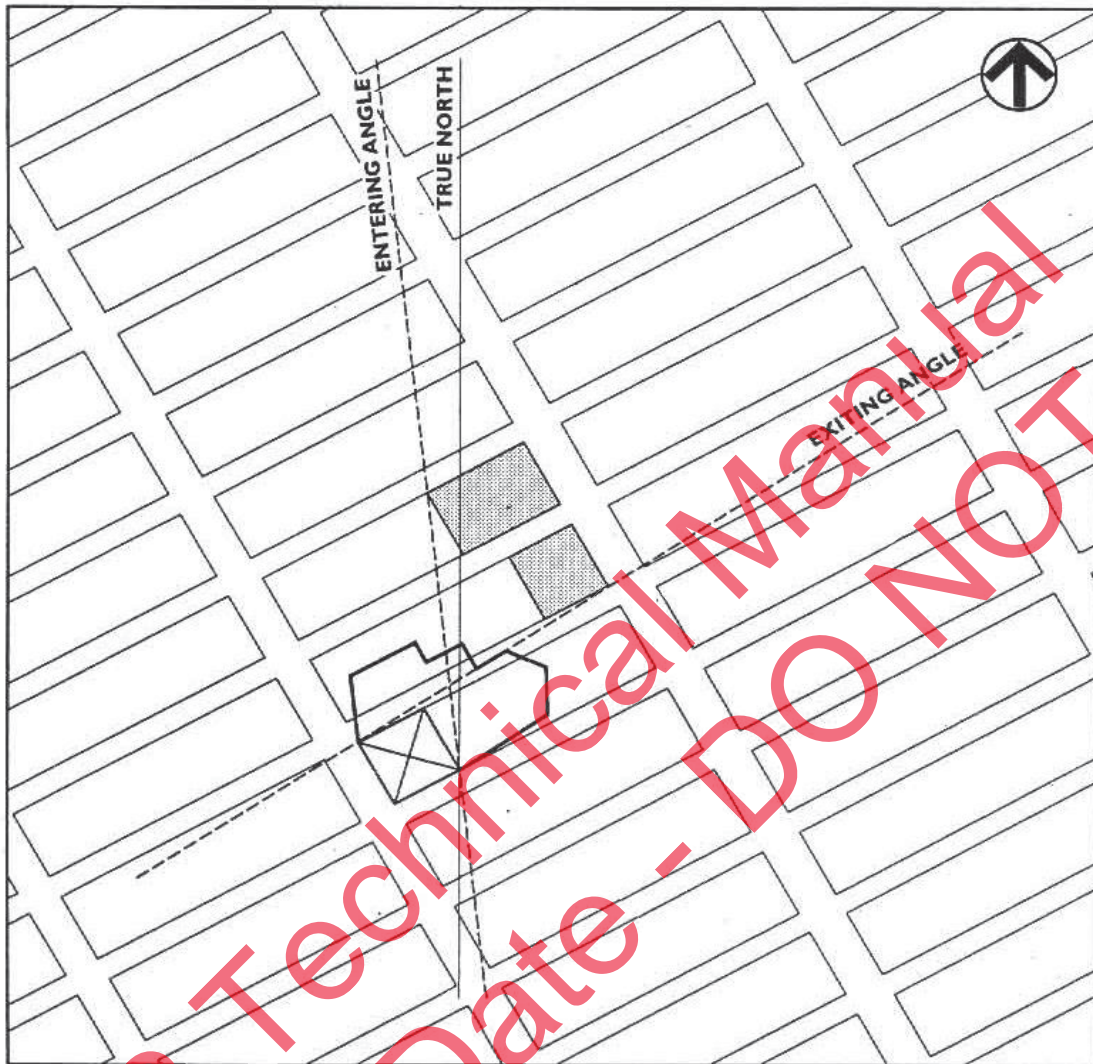 ENTERING ANGLE
TRUE NORTH
EXITING ANGLE
Technical Manual
Date - DO NOT